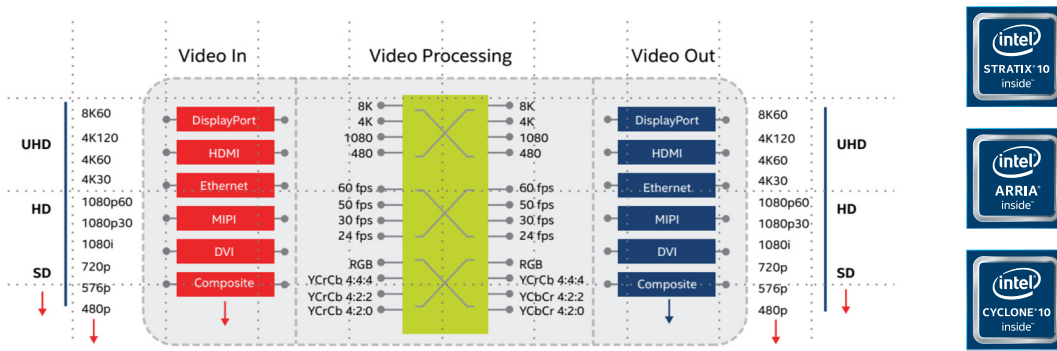 Video In
Video Processing
Video Out
UHD
HD
SD
8K60
4K120
4K60
4K30
1080p60
1080p30
1080i
720p
576p
480p
DisplayPort
HDMI
Ethernet
MIPI
DVI
Composite
8K
4K
1080
480
60 fps
50 fps
30 fps
24 fps
RGB
YCrCb 4:4:4
YCrCb 4:2:2
YCrCb 4:2:0
8K
4K
1080
480
60 fps
50 fps
30 fps
24 fps
RGB
YCrCb 4:4:4
YCbCr 4:2:2
YCbCr 4:2:0
DisplayPort
HDMI
Ethernet
MIPI
DVI
Composite
8K60
4K120
4K60
4K30
1080p60
1080p30
1080i
720p
576p
480p
UHD
HD
SD
intel
STRATIX® 10
inside™
intel
ARRIA®
inside™
intel
CYCLONE® 10
inside™